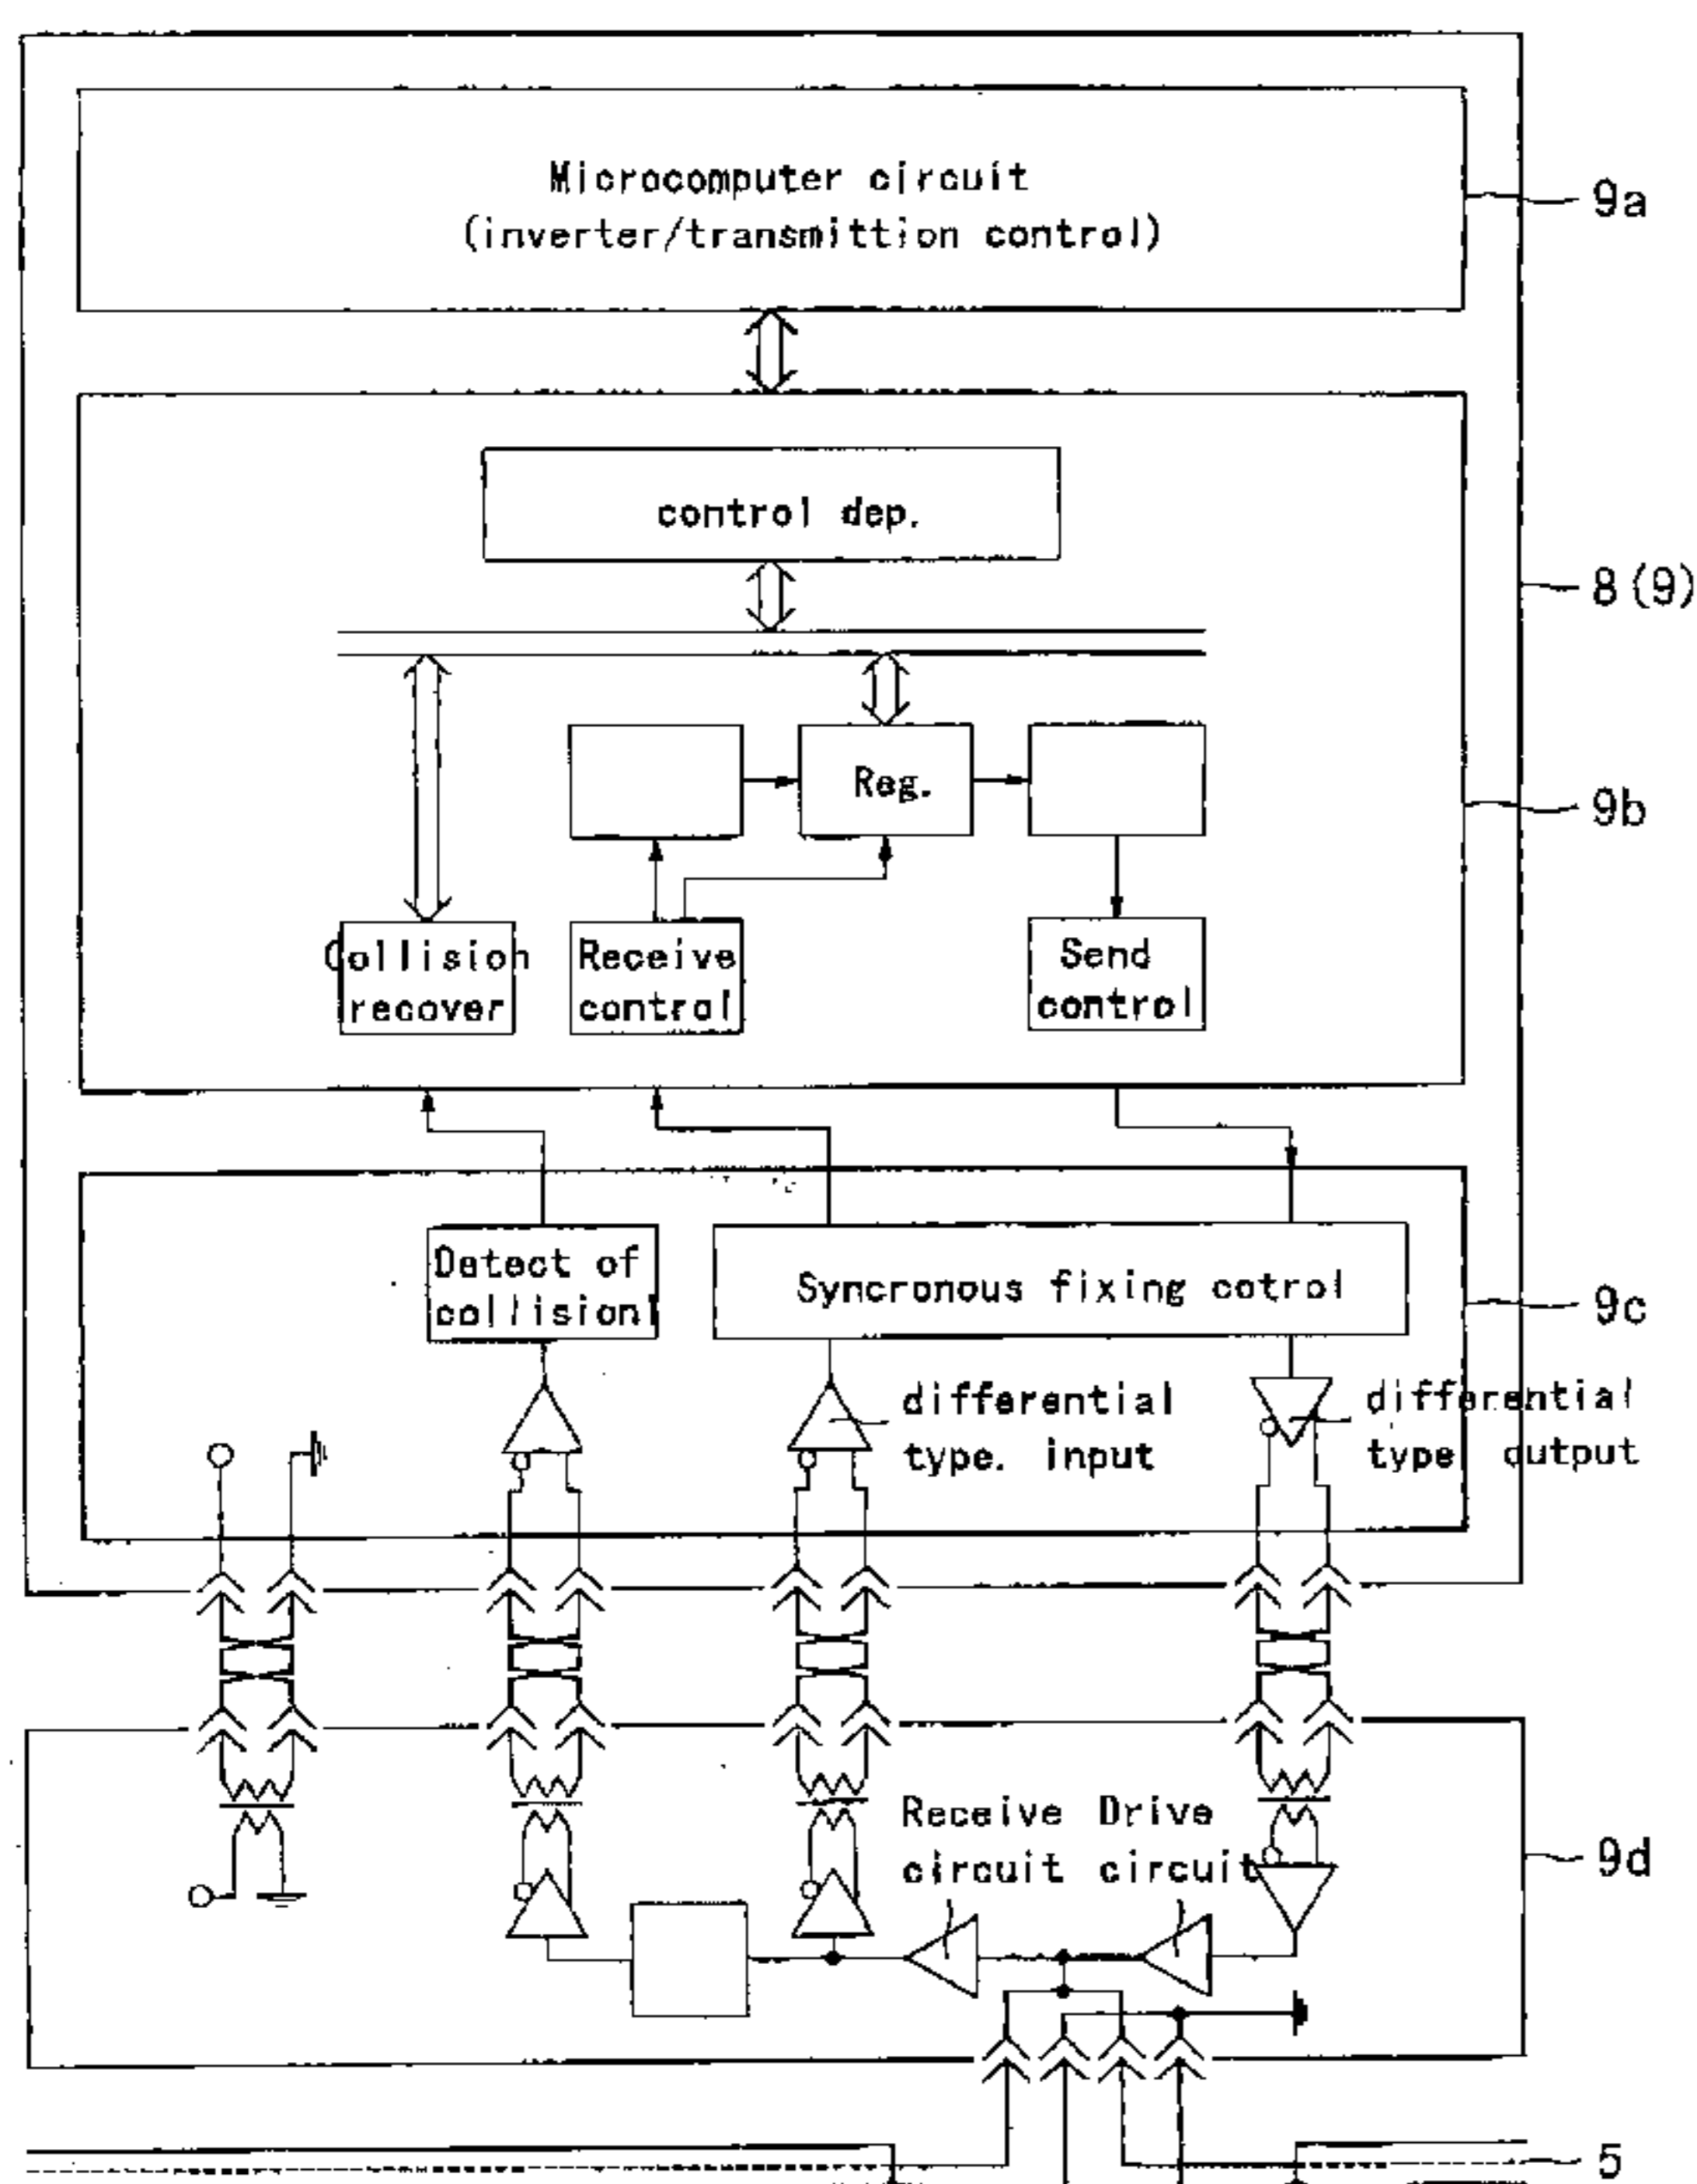 Microcomputer circuit
(inverter/transmittion control)
9a
control dep.
8(9)
Reg.
9b
Collision
recover
Receive
control
Send
control
Detect of
collision
Syncronous fixing cotrol
9c
differential
type. input
differential
type output
Receive
circuit
Drive
circuit
9d
5